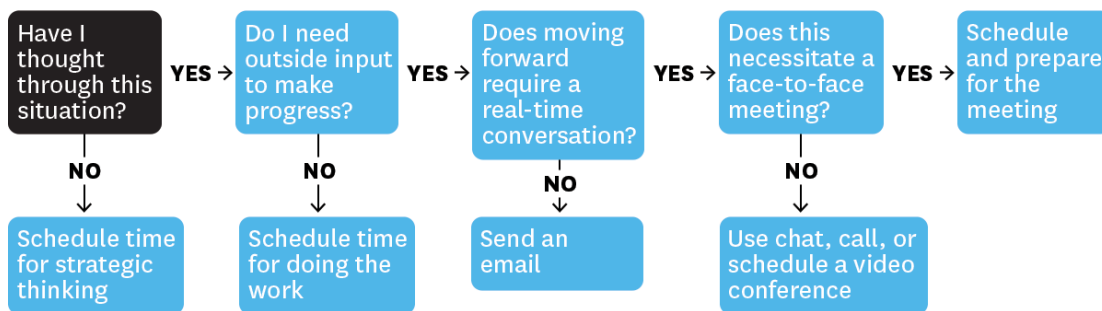 Have I
thought
through this
situation?
YES
Do I need
outside input
to make
progress?
YES
Does moving
forward
require a
real-time
conversation?
YES
Does this
necessitate a
face-to-face
meeting?
YES
Schedule
and prepare
for the
meeting
NO
NO
NO
NO
Schedule time
for strategic
thinking
Schedule time
for doing the
work
Send an
email
Use chat, call, or
schedule a video
conference